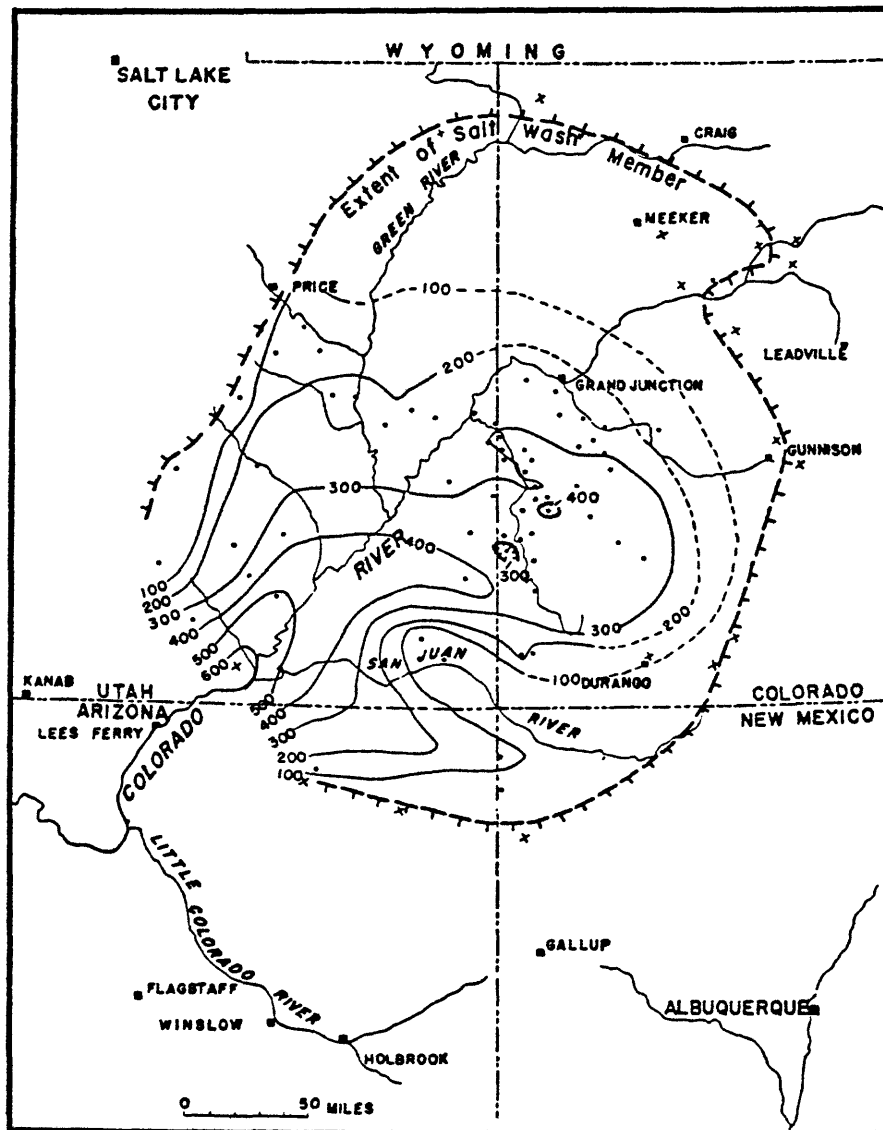 WYOMING
SALT LAKE
CITY
Extent of Salt Wash Member
CRAIG
GREEN RIVER
MEEKER
PRICE
100
200
LEADVILLE
GRAND JUNCTION
GUNNISON
300
400
RIVER
400
300
100
200
300
400
500
600
300
200
SAN JUAN
100
DURANGO
KANAB
UTAH
ARIZONA
COLORADO
NEW MEXICO
LEES FERRY
COLORADO
RIVER
500
400
300
200
100
LITTLE COLORADO RIVER
GALLUP
FLAGSTAFF
WINSLOW
ALBUQUERQUE
HOLBROOK
0 50 MILES